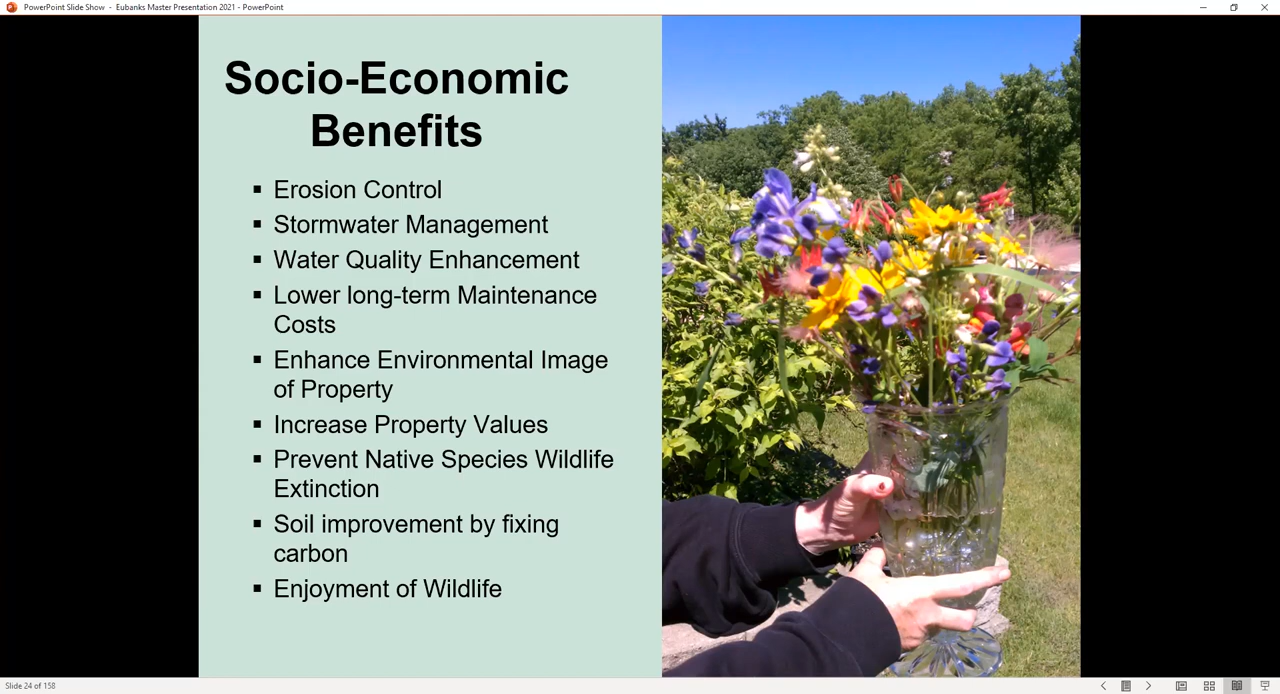 PowerPoint Slide Show - Eubanks Master Presentation 2021 - PowerPoint
Socio-Economic
Benefits
▪ Erosion Control
▪ Stormwater Management
▪ Water Quality Enhancement
▪ Lower long-term Maintenance
Costs
▪ Enhance Environmental Image
of Property
▪ Increase Property Values
▪ Prevent Native Species Wildlife
Extinction
▪ Soil improvement by fixing
carbon
▪ Enjoyment of Wildlife
Slide 24 of 158